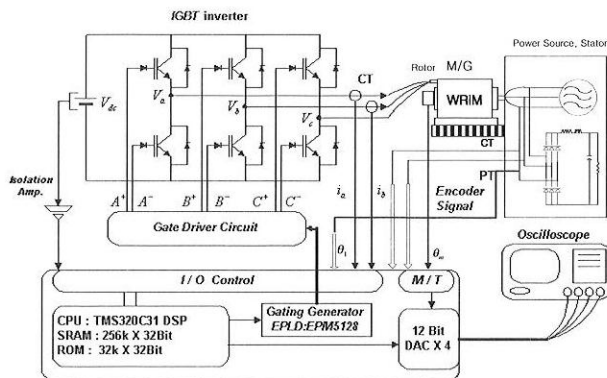 IGBT inverter
Power Source, Stator
Rotor M/G
CT
WRIM
V_dc
V_a
V_b
V_c
CT
PT
Isolation
Amp.
A⁺ A⁻ B⁺ B⁻ C⁺ C⁻
i_a
i_b
Encoder
Signal
Gate Driver Circuit
θ_1
Oscilloscope
I / O Control
M / T
CPU : TMS320C31 DSP
SRAM : 256k X 32Bit
ROM : 32k X 32Bit
Gating Generator
EPLD:EPM5128
12 Bit
DAC X 4